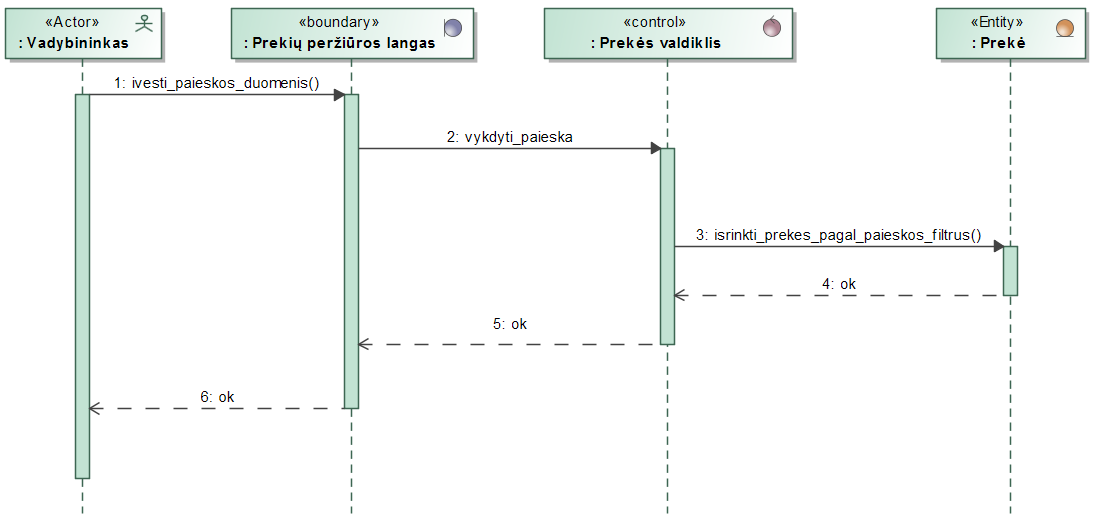 «Actor»
: Vadybininkas
«boundary»
: Prekių peržiūros langas
«control»
: Prekės valdiklis
«Entity»
: Prekė
1: ivesti_paieskos_duomenis()
2: vykdyti_paieska
3: isrinkti_prekes_pagal_paieskos_filtrus()
4: ok
5: ok
6: ok